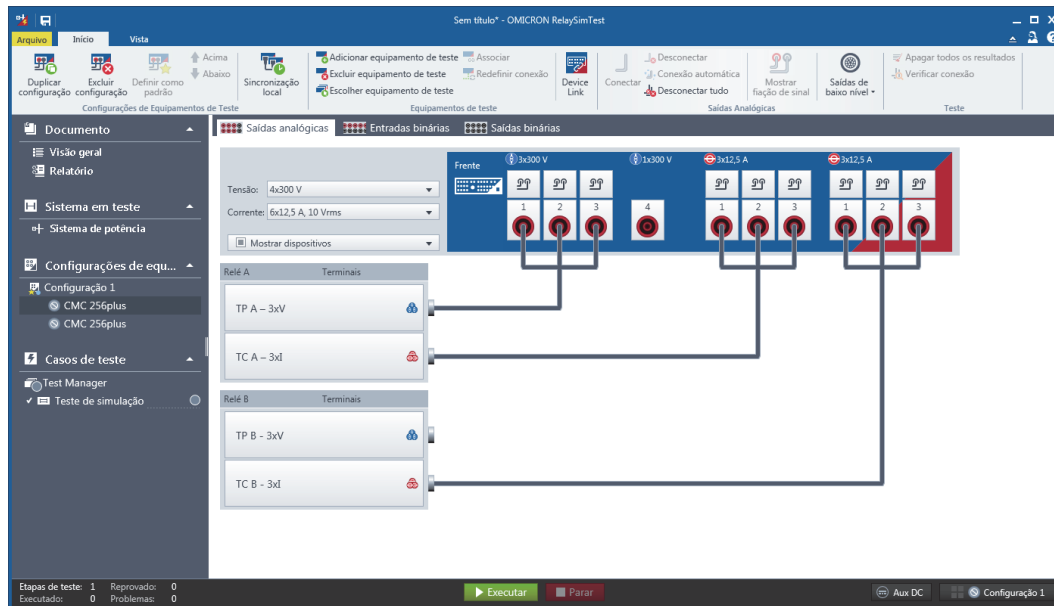 Sem título* - OMICRON RelaySimTest
Arquivo Início Vista
Duplicar configuração
Excluir configuração
Definir como padrão
Acima
Abaixo
Configurações de Equipamentos de Teste
Sincronização local
Adicionar equipamento de teste
Excluir equipamento de teste
Escolher equipamento de teste
Associar
Redefinir conexão
Device Link
Equipamentos de teste
Conectar
Desconectar
Conexão automática
Desconectar tudo
Mostrar fiação de sinal
Saídas de baixo nível
Saídas Analógicas
Apagar todos os resultados
Verificar conexão
Teste
Documento
Visão geral
Relatório
Sistema em teste
Sistema de potência
Configurações de equ...
Configuração 1
CMC 256plus
CMC 256plus
Casos de teste
Test Manager
Teste de simulação
Saídas analógicas Entradas binárias Saídas binárias
Tensão: 4x300 V
Corrente: 6x12,5 A, 10 Vrms
Mostrar dispositivos
Frente 3x300 V 1x300 V 3x12,5 A 3x12,5 A
1 2 3 4 1 2 3 1 2 3
Relé A Terminais
TP A – 3xV
TC A – 3xI
Relé B Terminais
TP B - 3xV
TC B - 3xI
Etapas de teste: 1 Reprovado: 0
Executado: 0 Problemas: 0
Executar Parar
Aux DC Configuração 1